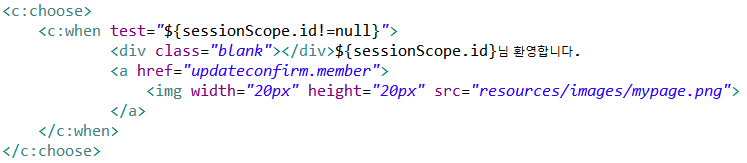 <c:choose>
<c:when test="${sessionScope.id!=null}">
<div class="blank"></div>${sessionScope.id}님 환영합니다.
<a href="updateconfirm.member">
<img width="20px" height="20px" src="resources/images/mypage.png">
</a>
</c:when>
</c:choose>